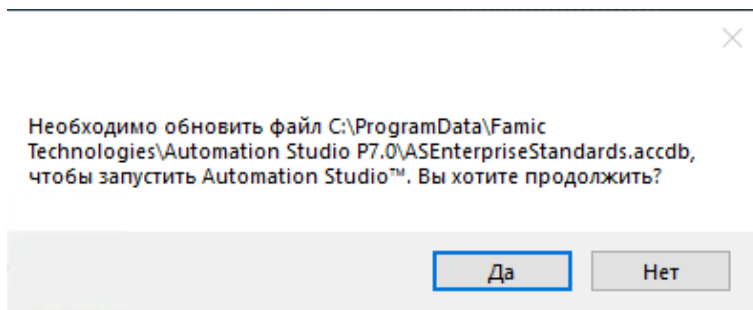 Необходимо обновить файл C:\ProgramData\Famic
Technologies\Automation Studio P7.0\ASEnterpriseStandards.accdb,
чтобы запустить Automation Studio™. Вы хотите продолжить?
Да
Нет